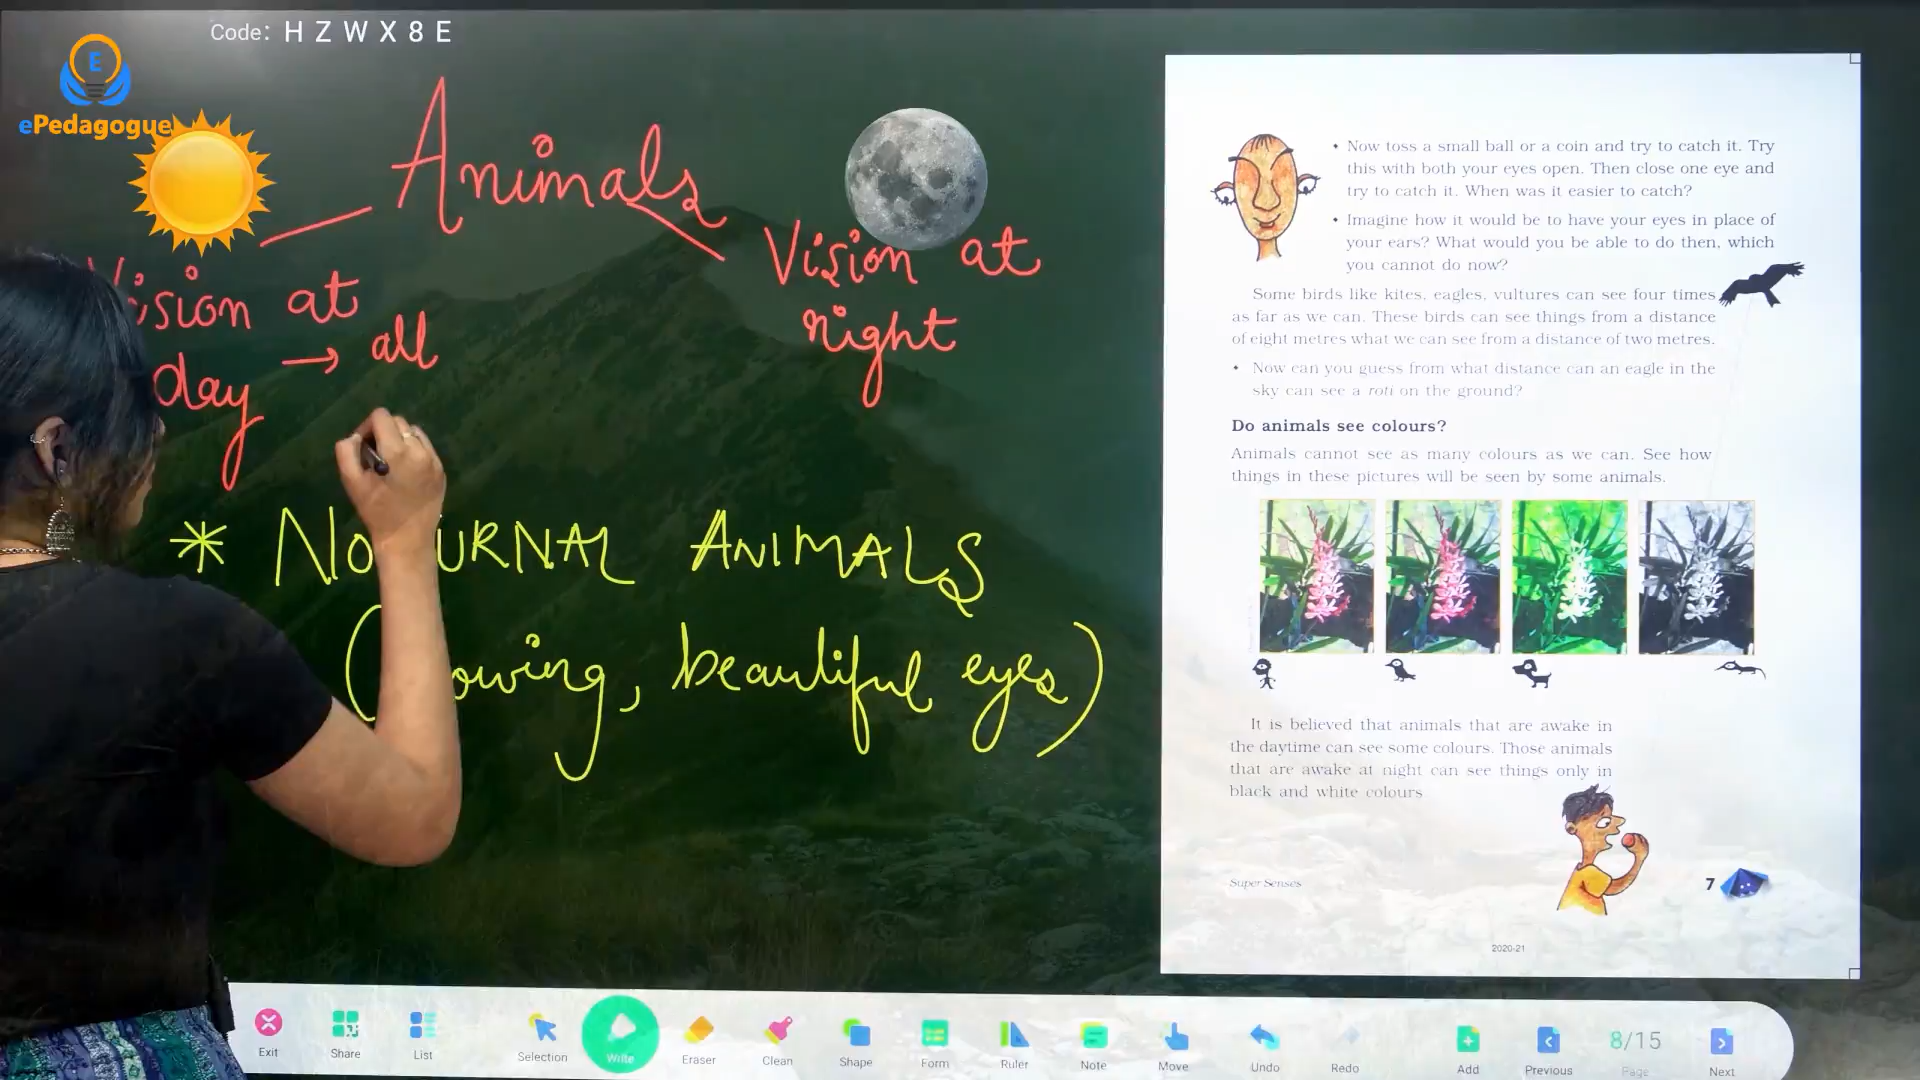 Code: H Z W X 8 E
E
ePedagogue
Animals
Vision at
day → all
Vision at
night
* NO URNAL ANIMALS
( owing, beautiful eyes)
• Now toss a small ball or a coin and try to catch it. Try
this with both your eyes open. Then close one eye and
try to catch it. When was it easier to catch?
• Imagine how it would be to have your eyes in place of
your ears? What would you be able to do then, which
you cannot do now?
Some birds like kites, eagles, vultures can see four times
as far as we can. These birds can see things from a distance
of eight metres what we can see from a distance of two metres.
• Now can you guess from what distance can an eagle in the
sky can see a roti on the ground?
Do animals see colours?
Animals cannot see as many colours as we can. See how
things in these pictures will be seen by some animals.
It is believed that animals that are awake in
the daytime can see some colours. Those animals
that are awake at night can see things only in
black and white colours
Super Senses
7
2020-21
Exit
Share
List
Selection
Write
Eraser
Clean
Shape
Form
Ruler
Note
Move
Undo
Redo
Add
Previous
8/15
Page
Next